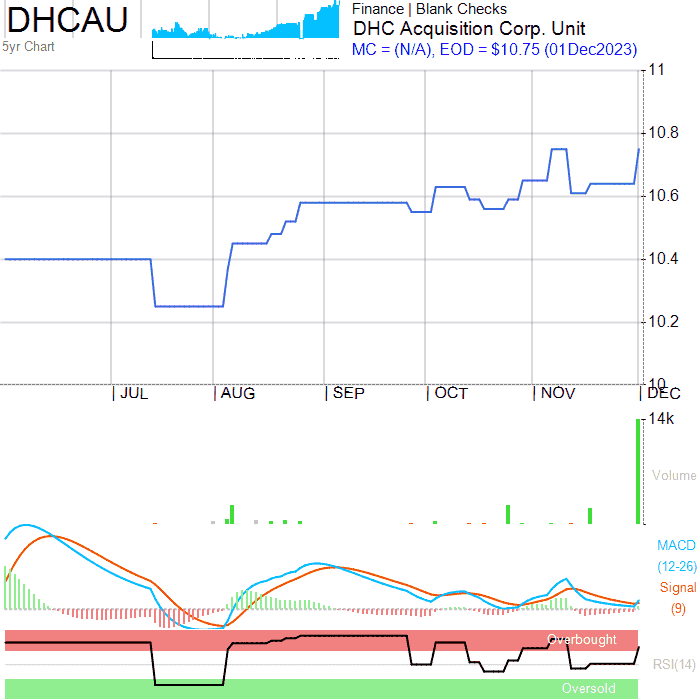 DHCAU
5yr Chart
Finance | Blank Checks
DHC Acquisition Corp. Unit
MC = (N/A), EOD = $10.75 (01Dec2023)
11
10.8
10.6
10.4
10.2
10
| JUL | AUG | SEP | OCT | NOV | DEC
14k
Volume
MACD
(12-26)
Signal
(9)
Overbought
RSI(14)
Oversold